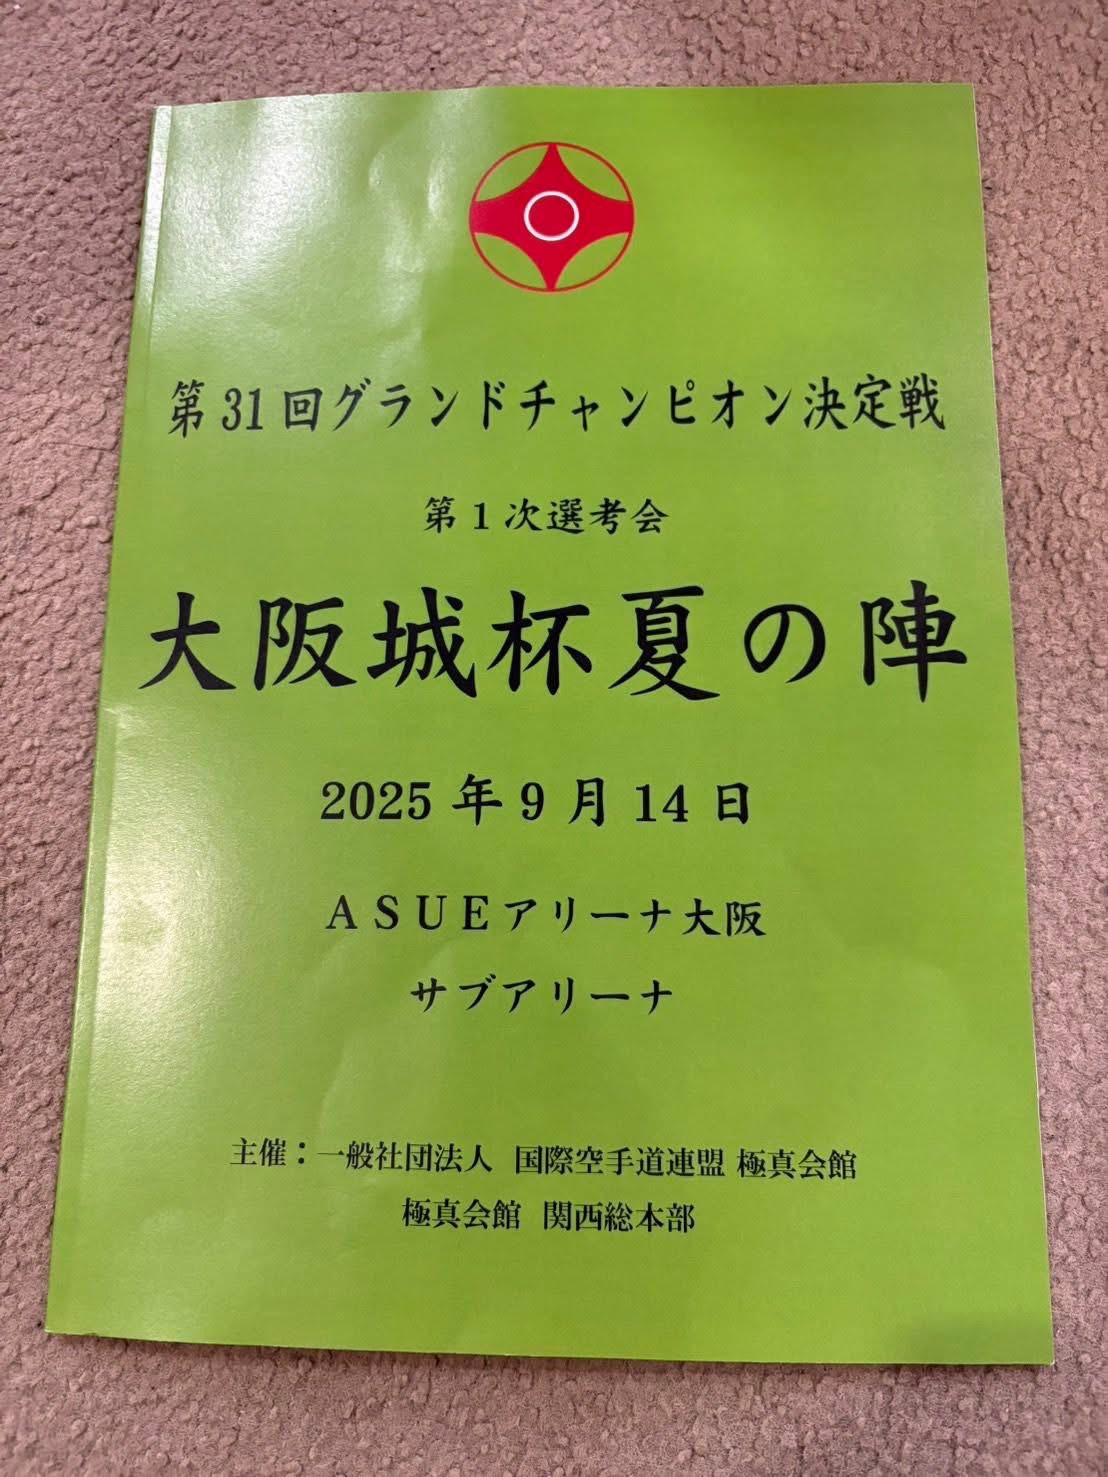 第31回グランドチャンピオン決定戦
第1次選考会
大阪城杯夏の陣
2025年9月14日
ASUEアリーナ大阪
サブアリーナ
主催：一般社団法人 国際空手道連盟 極真会館
極真会館 関西総本部